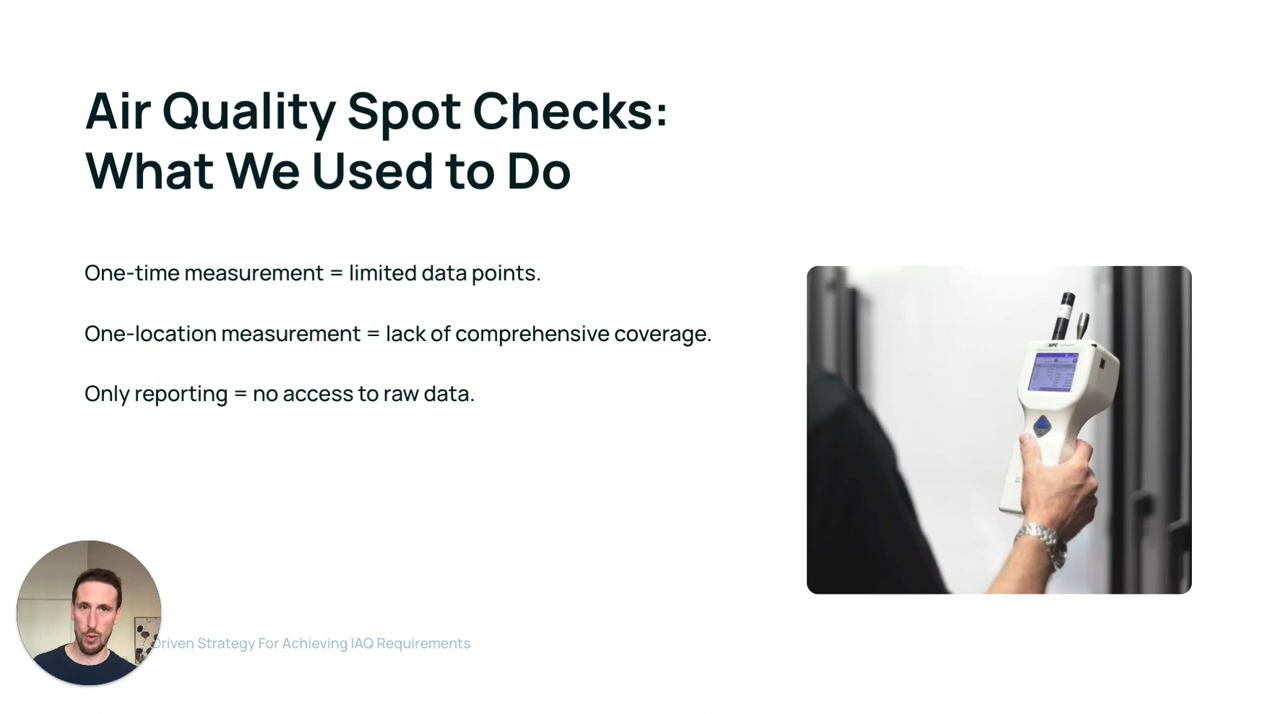 Air Quality Spot Checks:
What We Used to Do
One-time measurement = limited data points.
One-location measurement = lack of comprehensive coverage.
Only reporting = no access to raw data.
Driven Strategy For Achieving IAQ Requirements